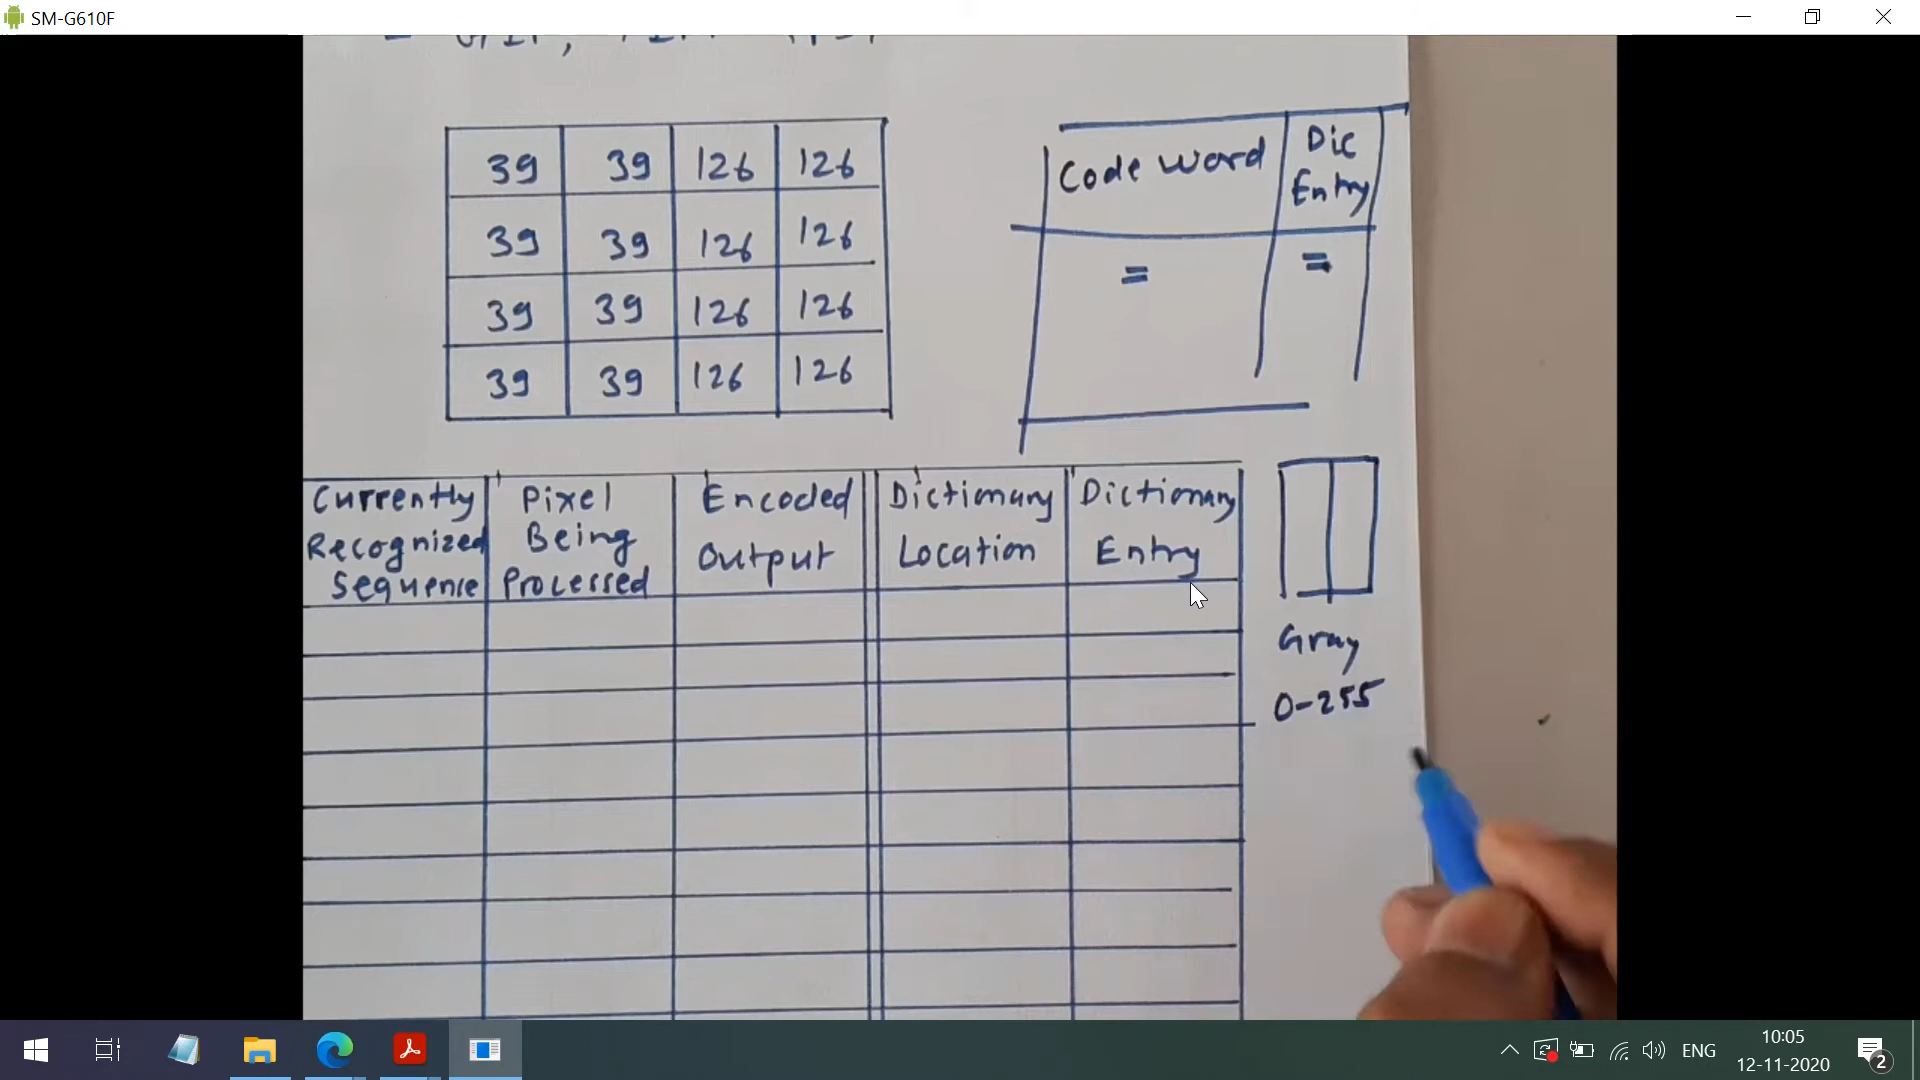 SM-G610F
39 39 126 126
39 39 126 126
39 39 126 126
39 39 126 126
Code Word
Dic
Entry
=
=
Currently
Recognized
Sequence
Pixel
Being
Processed
Encoded
Output
Dictionary
Location
Dictionary
Entry
Gray
0-255
ENG
10:05
12-11-2020
2